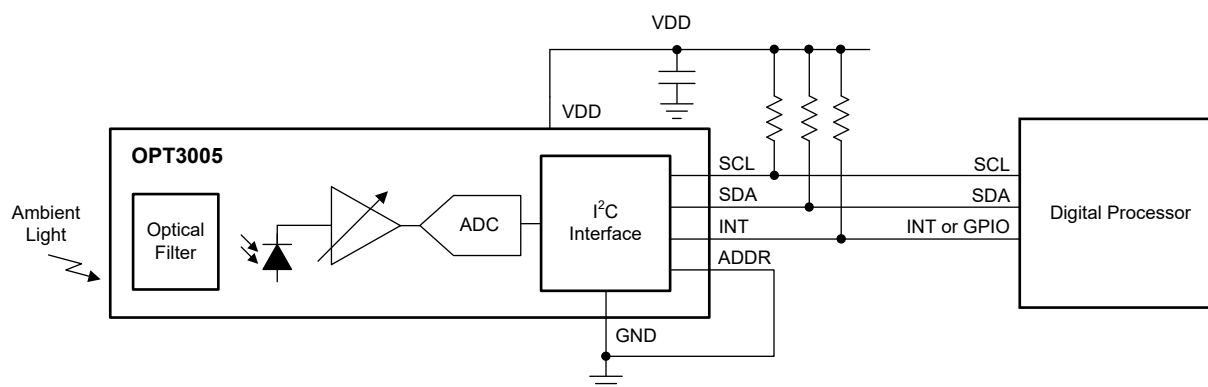 VDD
VDD
OPT3005
Ambient
Light
Optical
Filter
ADC
I²C
Interface
SCL
SDA
INT
ADDR
GND
SCL
SDA
INT or GPIO
Digital Processor